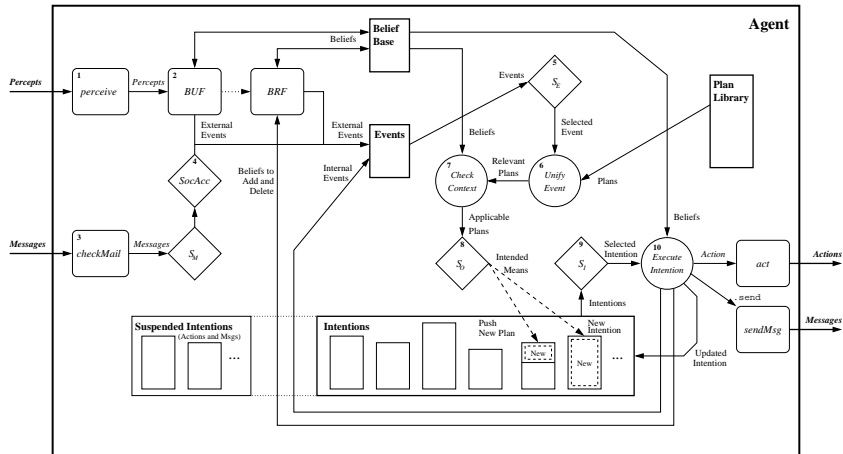 Agent
Belief
Base
Beliefs
Percepts
1
perceive
Percepts
2
BUF
BRF
Events
5
S_E
Plan
Library
External
Events
External
Events
Events
Selected
Event
4
SocAcc
Internal
Events
Beliefs
7
Check
Context
Relevant
Plans
6
Unify
Event
Plans
Beliefs to
Add and
Delete
Applicable
Plans
Beliefs
Messages
3
checkMail
Messages
S_M
8
S_O
Intended
Means
9
S_I
Selected
Intention
10
Execute
Intention
Action
act
Actions
.send
sendMsg
Messages
Intentions
Suspended Intentions
(Actions and Msgs)
...
Intentions
Push
New Plan
New
Intention
New
New
...
Updated
Intention